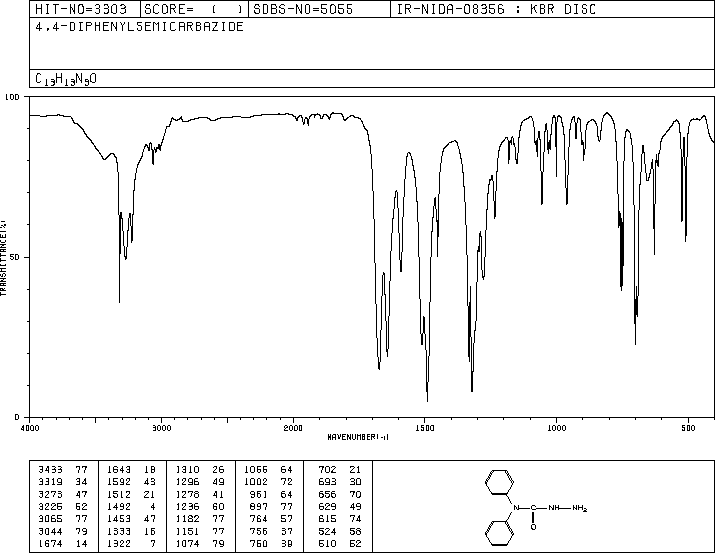 HIT-NO=3303 SCORE= ( ) SDBS-NO=5055 IR-NIDA-08356 : KBR DISC
4,4-DIPHENYLSEMICARBAZIDE
C13H13N3O
100
50
0
TRANSMITTANCE(%)
4000 3000 2000 1500 1000 500
WAVENUMBER(-1)
3433 77 1643 18 1310 26 1056 64 702 21
3319 34 1592 43 1296 49 1002 72 693 30
3273 47 1512 21 1278 41 961 64 656 70
3225 52 1492 4 1236 60 897 77 629 49
3065 77 1453 47 1182 77 764 57 615 74
3044 79 1333 16 1151 77 756 37 524 58
1674 14 1322 7 1074 79 750 38 510 52
N C NH NH2
O